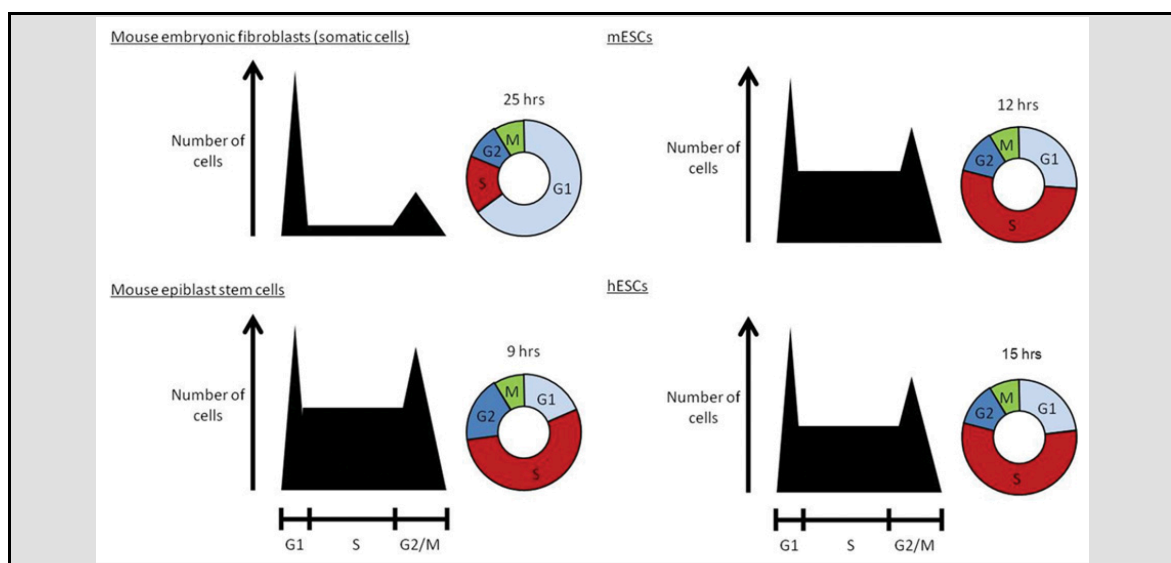 Mouse embryonic fibroblasts (somatic cells)
Number of
cells
25 hrs
M
G2
S
G1
mESCs
Number of
cells
12 hrs
M
G2
G1
S
Mouse epiblast stem cells
Number of
cells
9 hrs
M
G1
G2
S
G1
S
G2/M
hESCs
Number of
cells
15 hrs
M
G1
G2
S
G1
S
G2/M